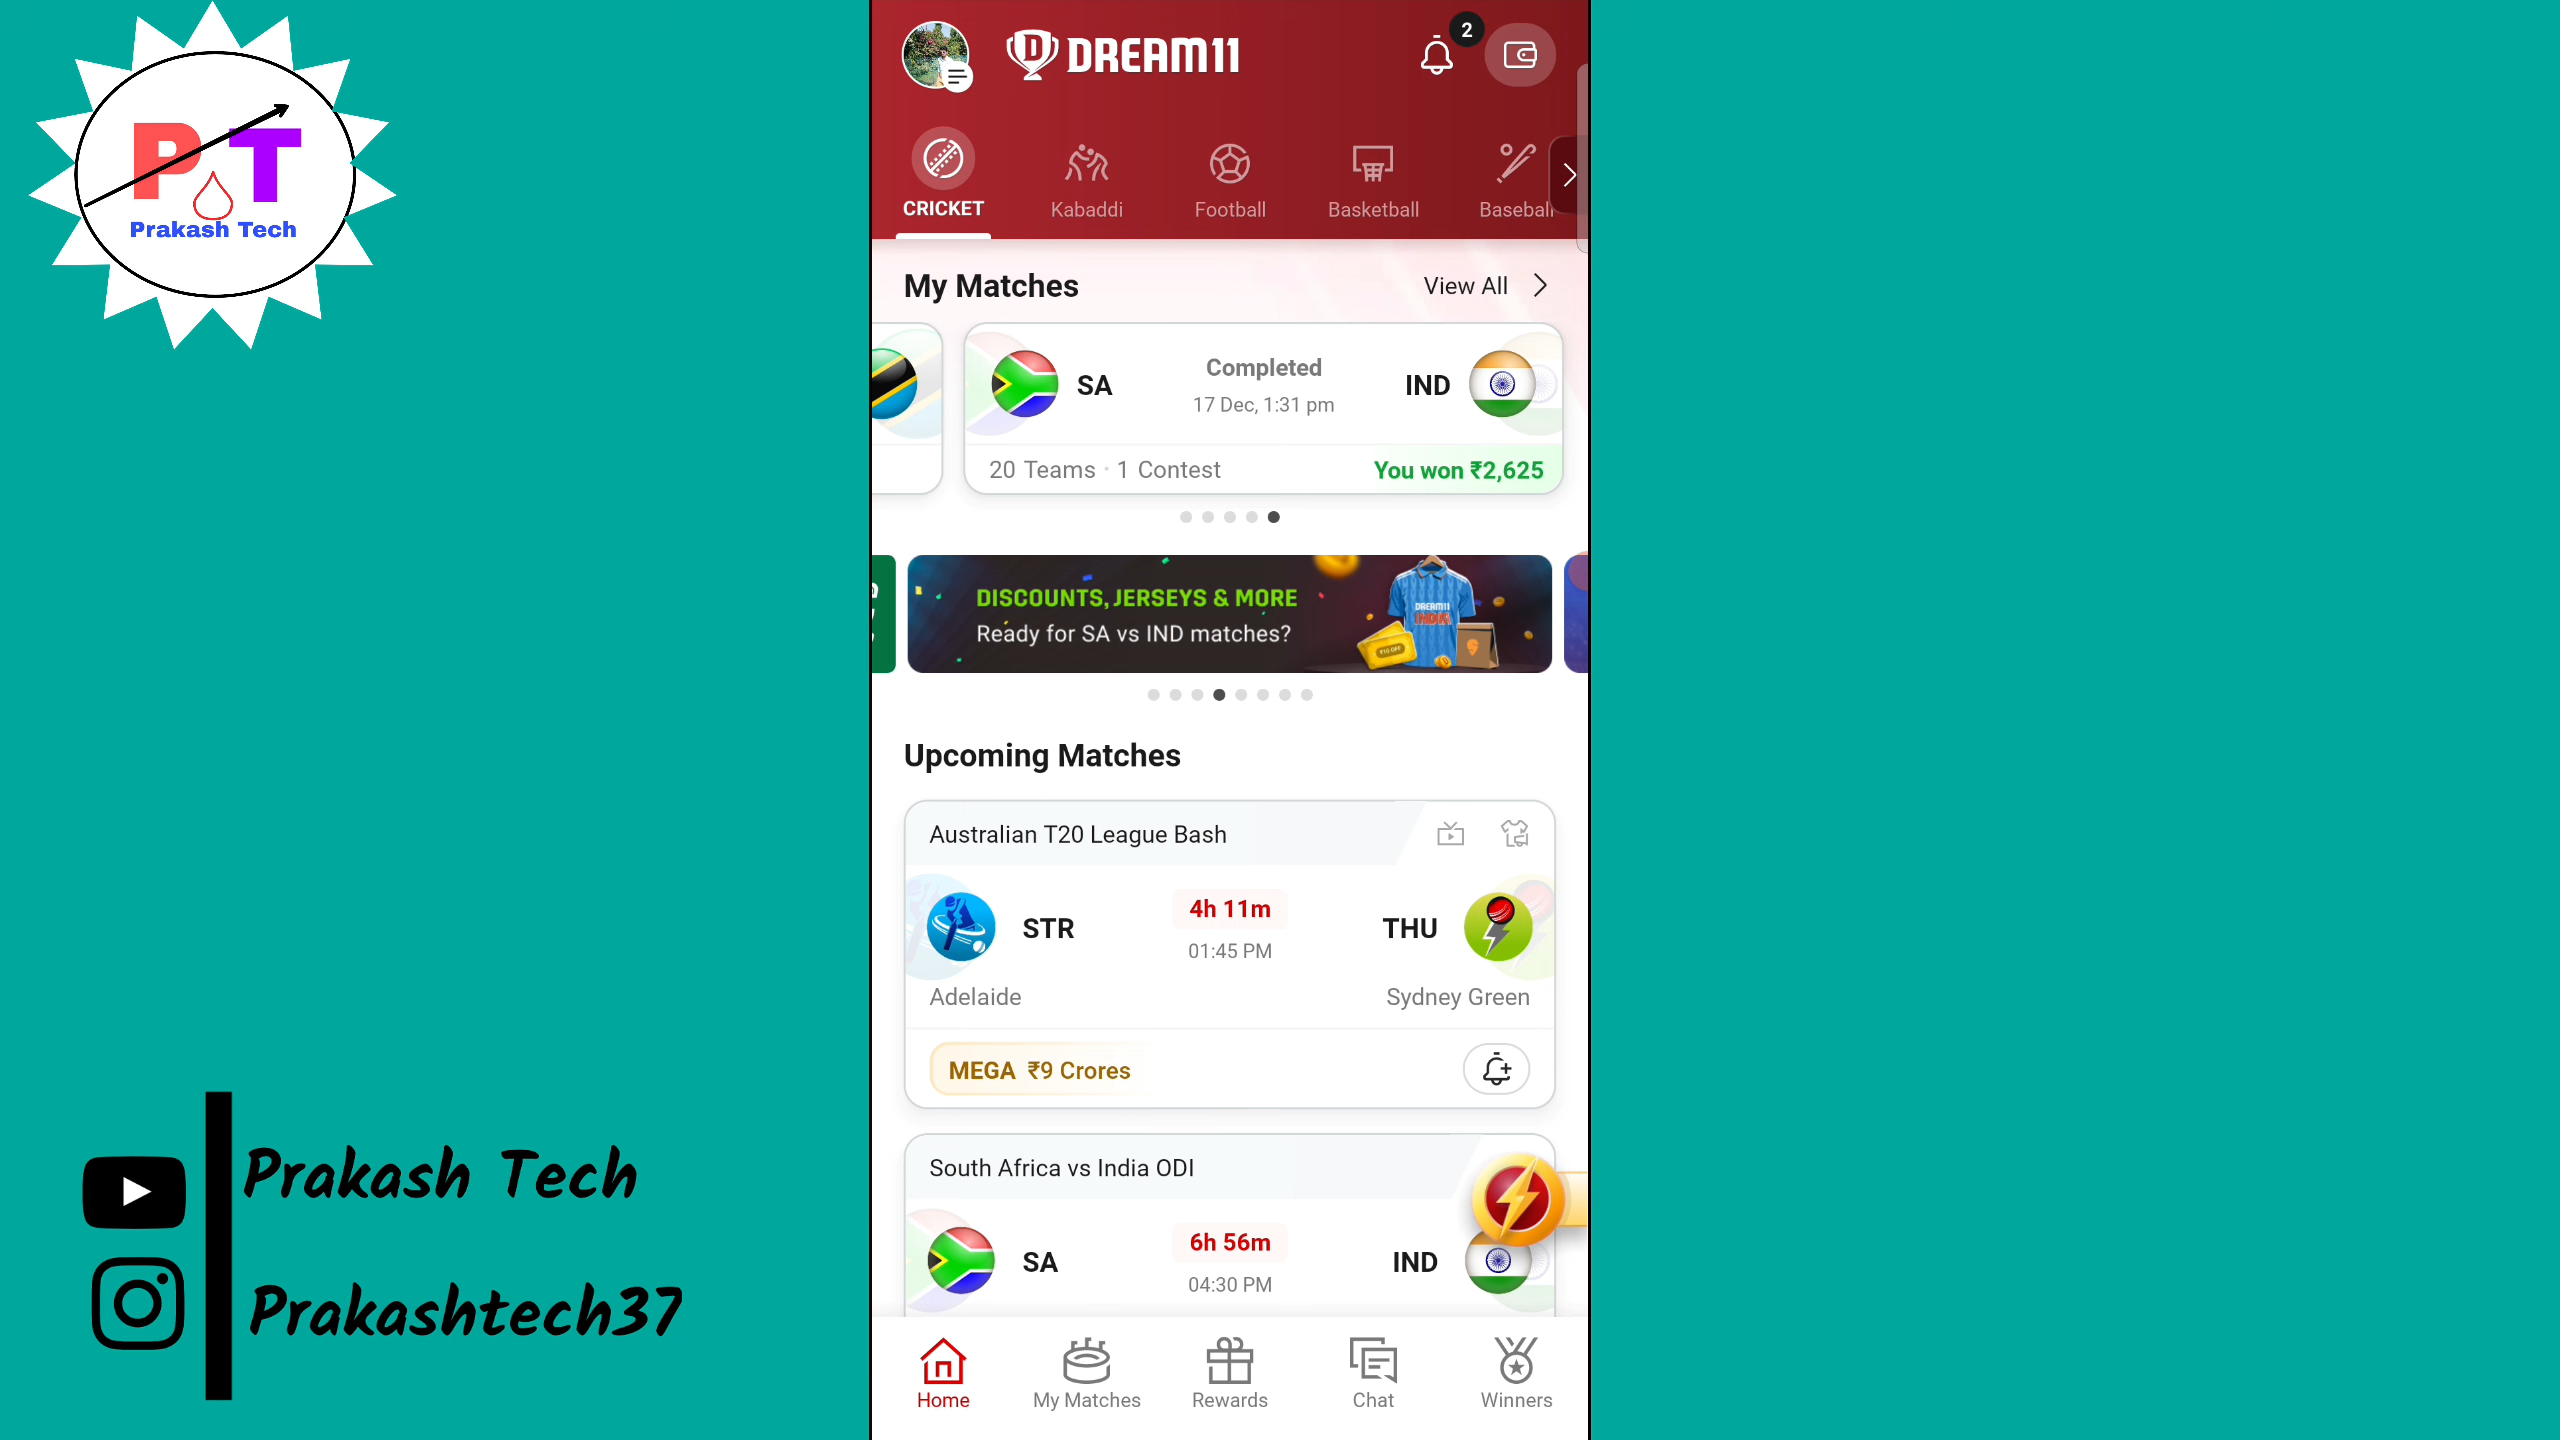 P T
Prakash Tech
Prakash Tech
Prakashtech37
DREAM11
2
CRICKET
Kabaddi
Football
Basketball
Baseball
My Matches
View All
SA
Completed
17 Dec, 1:31 pm
IND
20 Teams · 1 Contest
You won ₹2,625
DISCOUNTS, JERSEYS & MORE
Ready for SA vs IND matches?
DREAM11
INDIA
₹10 OFF
Upcoming Matches
Australian T20 League Bash
STR
4h 11m
01:45 PM
THU
Adelaide
Sydney Green
MEGA ₹9 Crores
South Africa vs India ODI
SA
6h 56m
04:30 PM
IND
Home
My Matches
Rewards
Chat
Winners